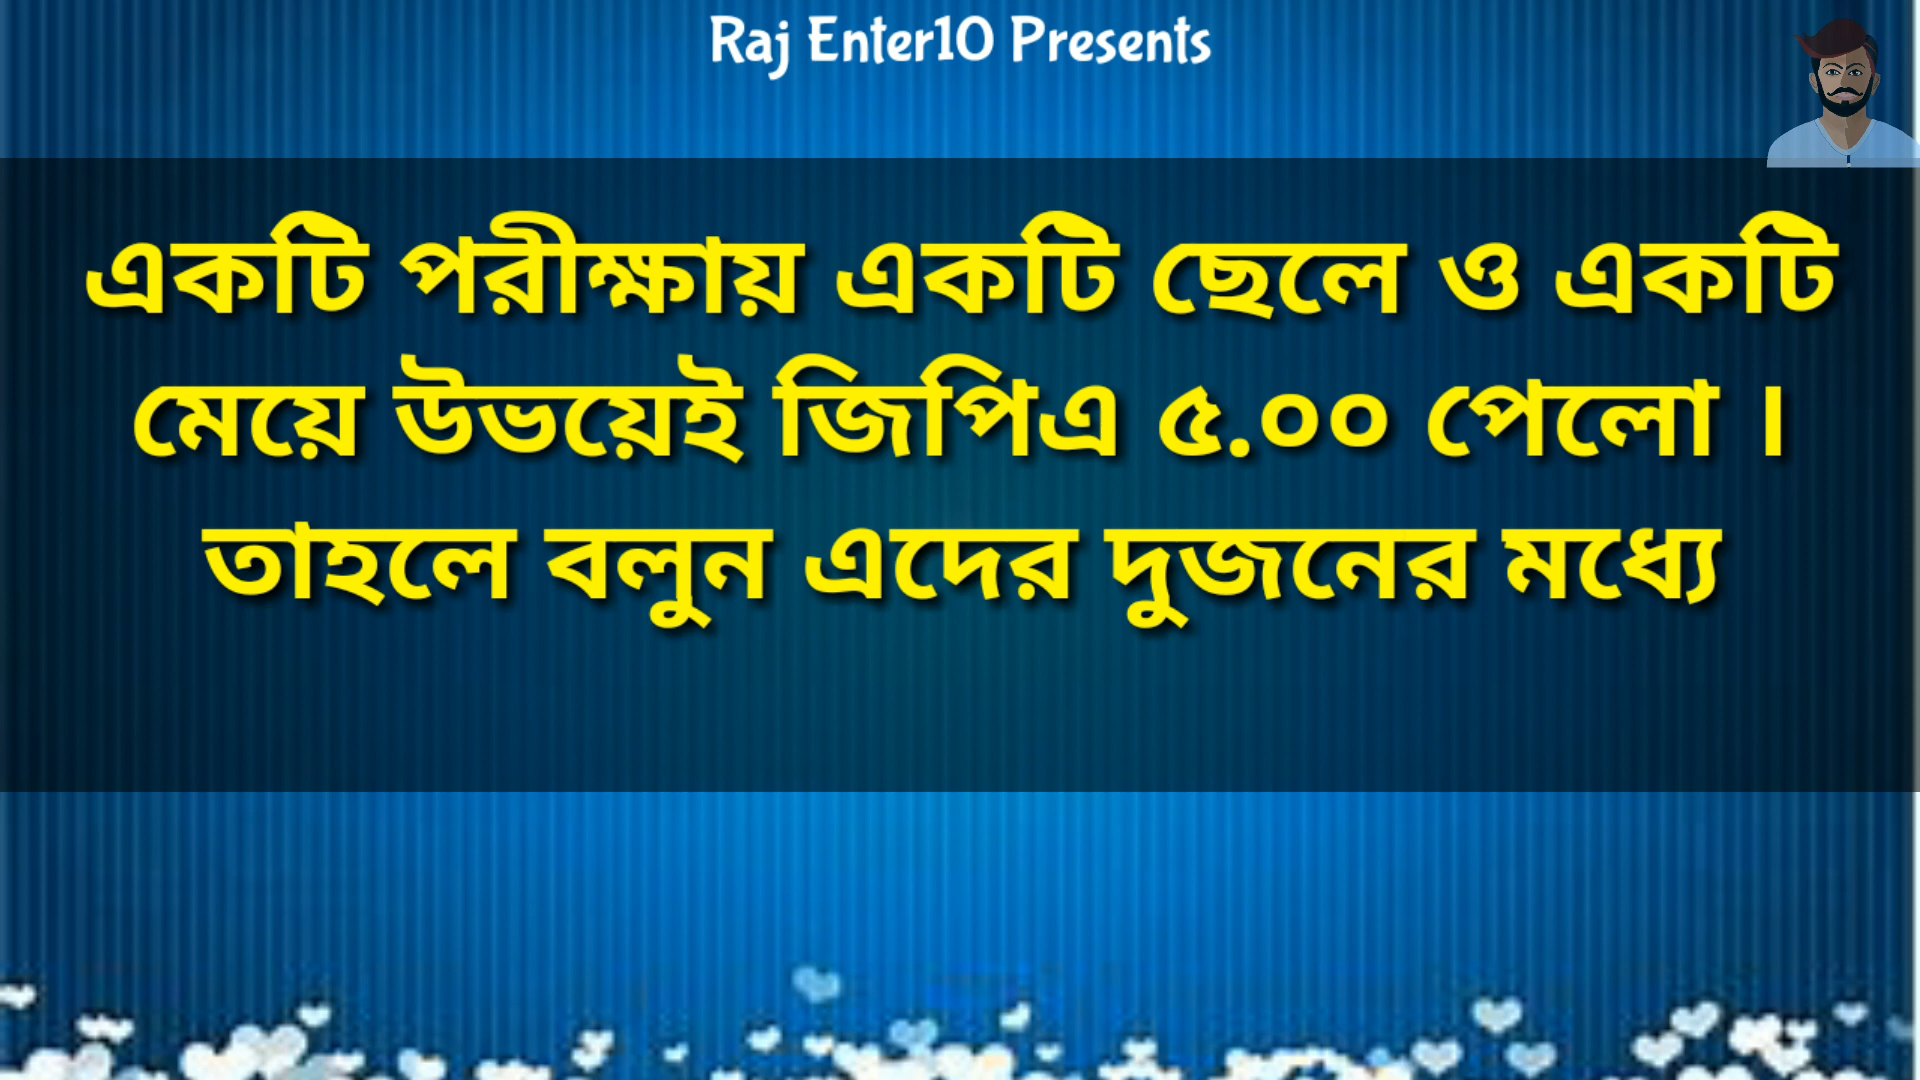 Raj Enter10 Presents
একটি পরীক্ষায় একটি ছেলে ও একটি
মেয়ে উভয়েই জিপিএ ৫.০০ পেলো ।
তাহলে বলুন এদের দুজনের মধ্যে